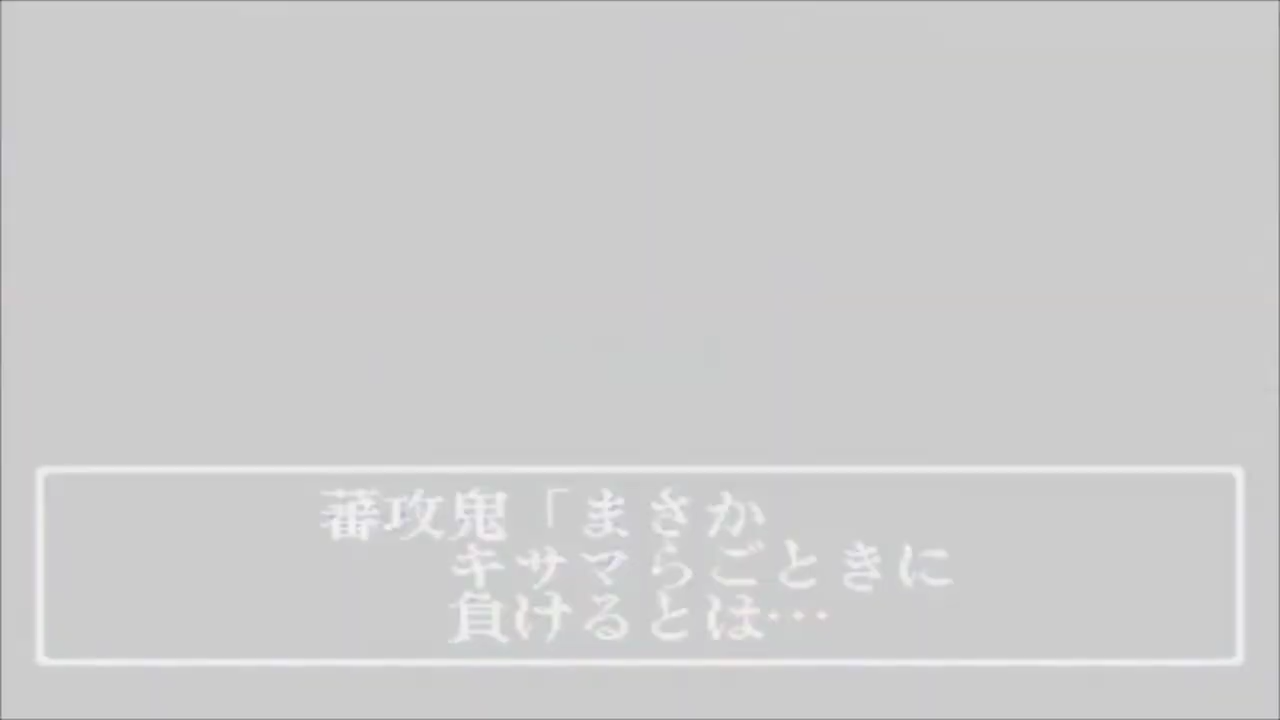 蕃攻鬼「まさか
キサマらごときに
負けるとは…